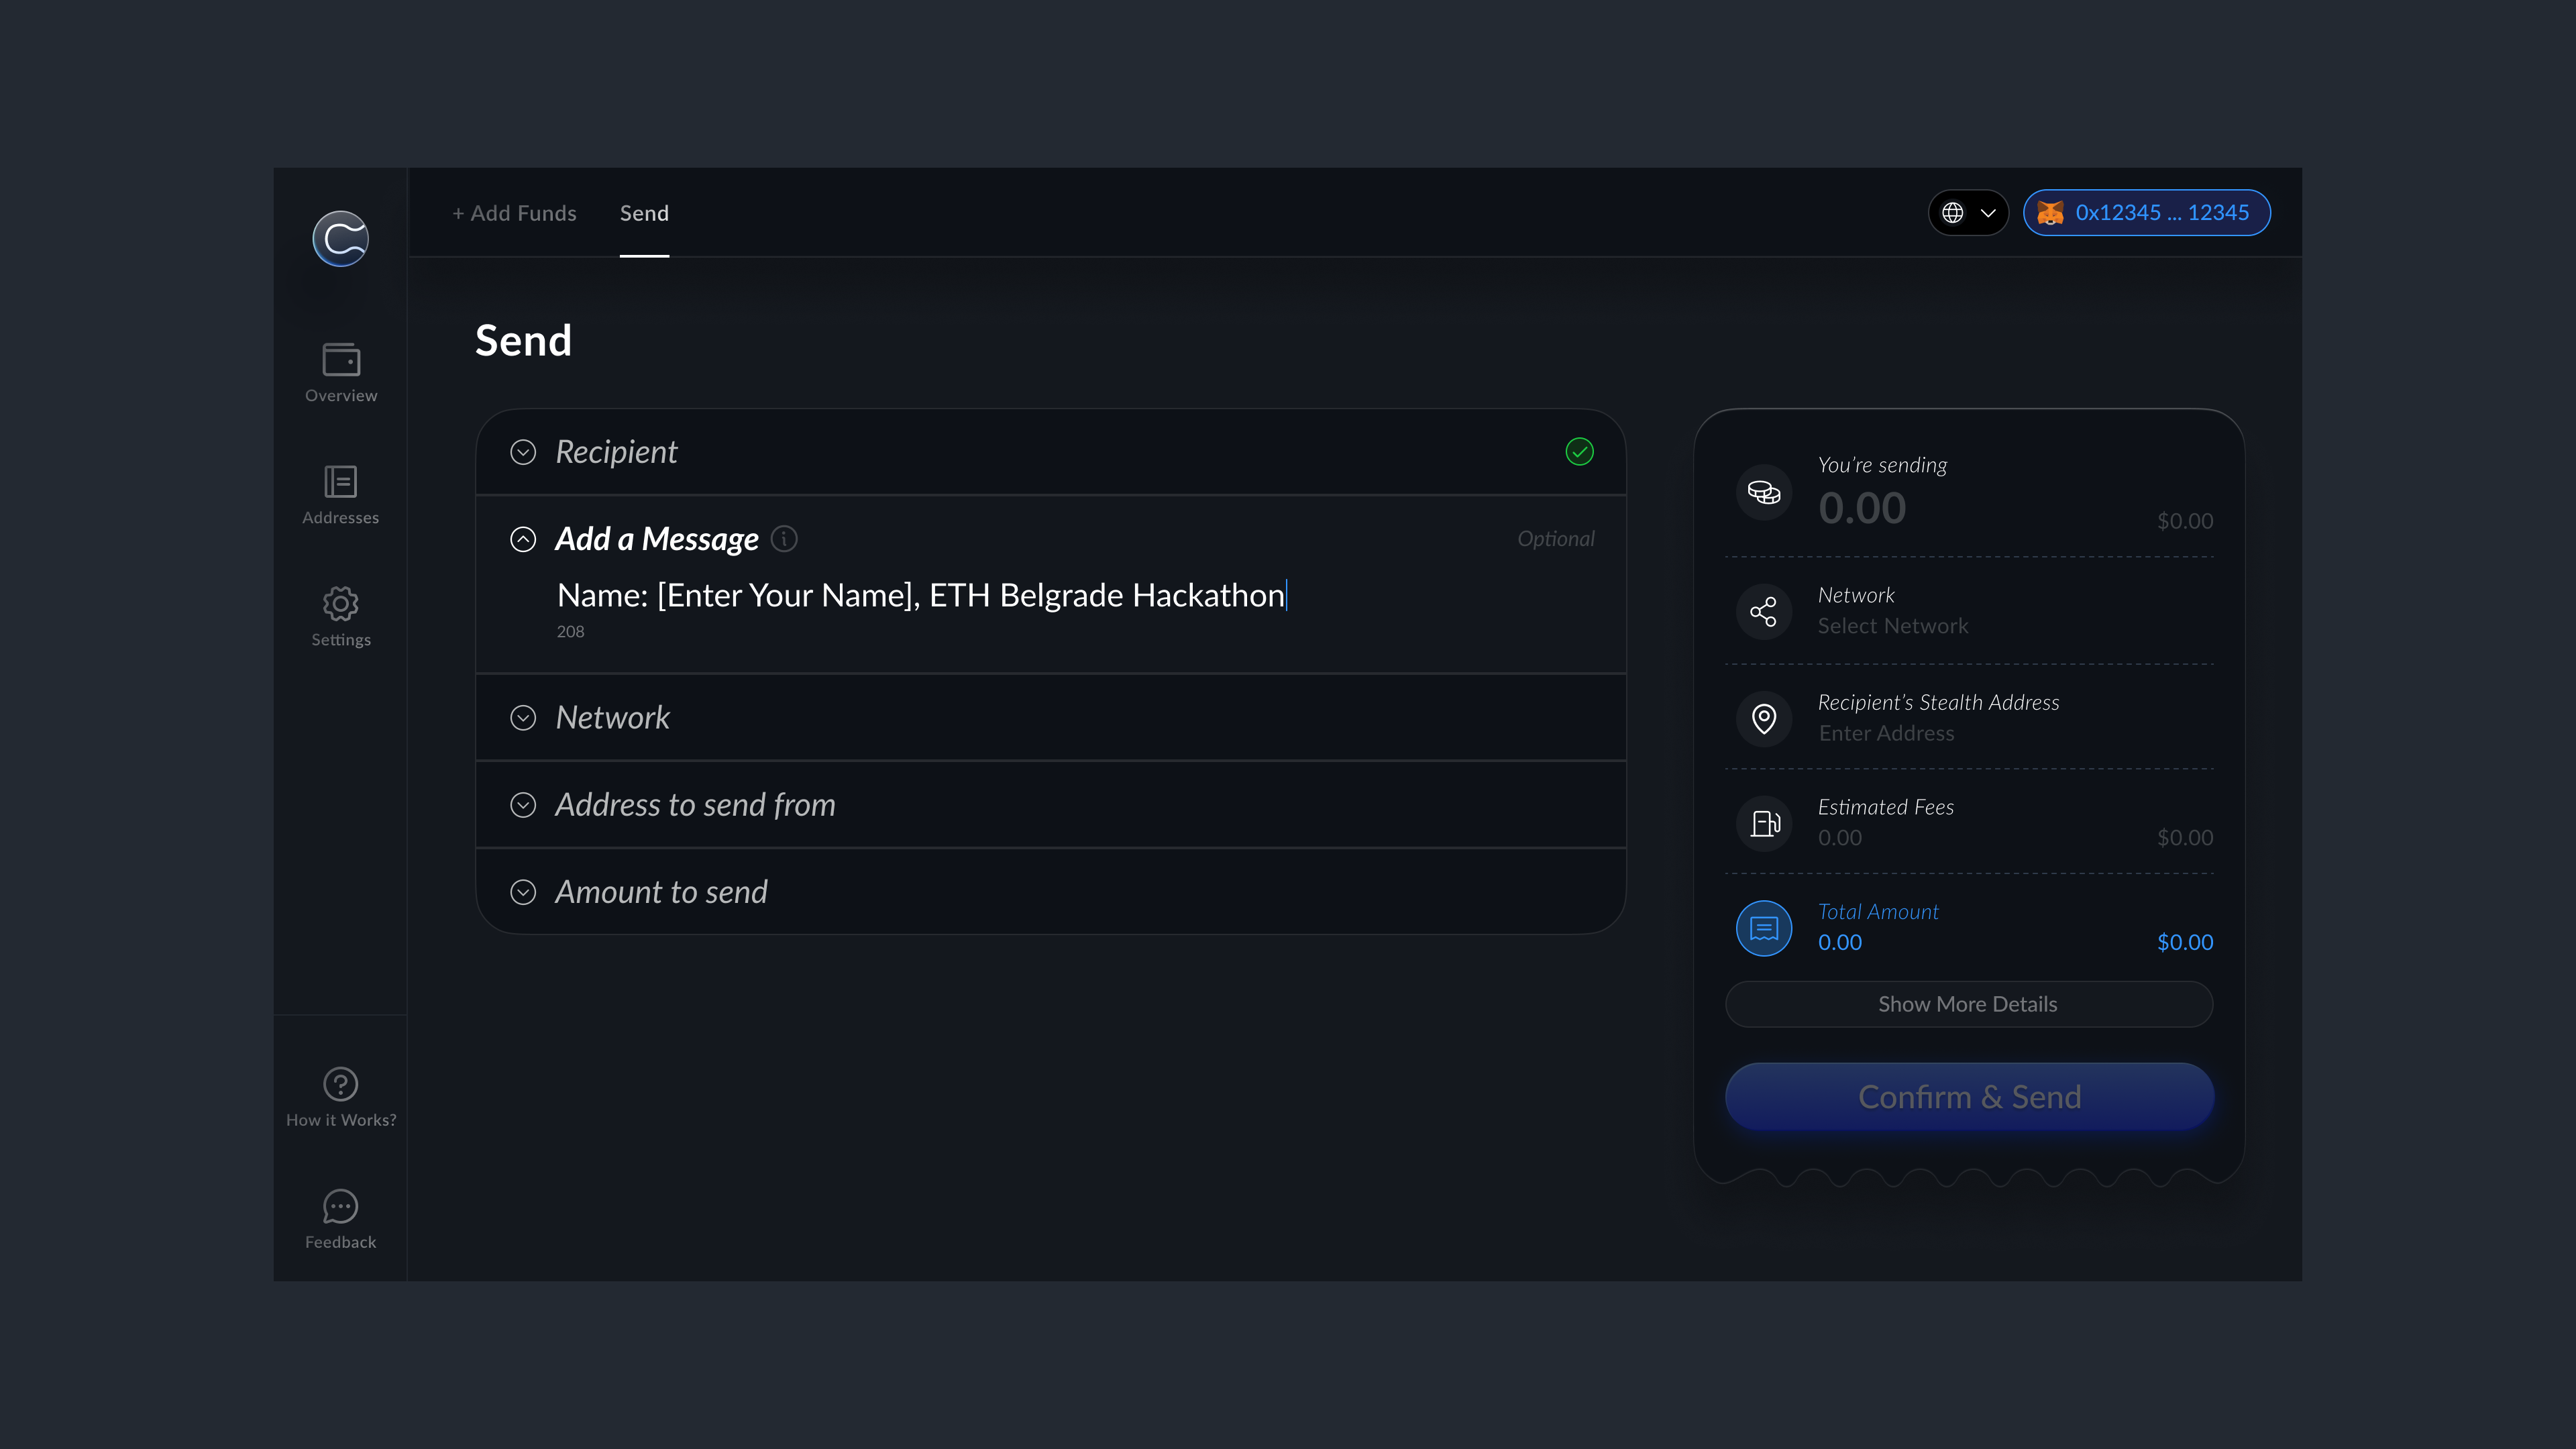 + Add Funds
Send
0x12345 ... 12345
Overview
Addresses
Settings
How it Works?
Feedback
Send
Recipient
Add a Message
Optional
Name: [Enter Your Name], ETH Belgrade Hackathon
208
Network
Address to send from
Amount to send
You’re sending
0.00
$0.00
Network
Select Network
Recipient’s Stealth Address
Enter Address
Estimated Fees
0.00
$0.00
Total Amount
0.00
$0.00
Show More Details
Confirm & Send